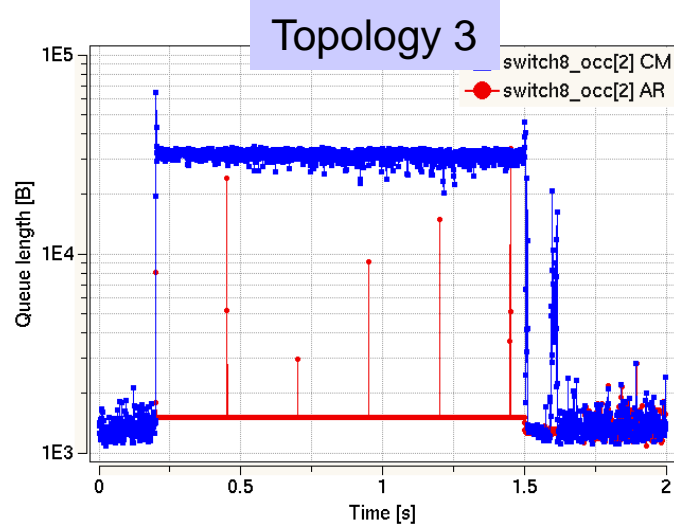 Topology 3
switch8_occ[2] CM
switch8_occ[2] AR
1E5
1E4
1E3
Queue length [B]
0 0.5 1 1.5 2
Time [s]